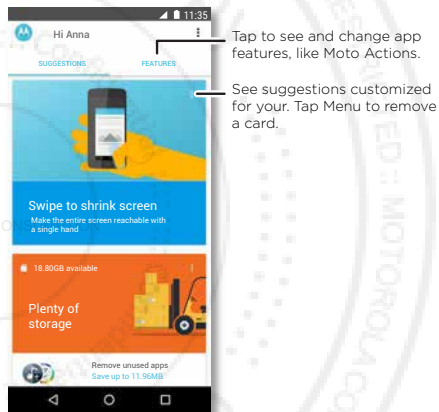 11:35
Hi Anna
SUGGESTIONS
FEATURES
Tap to see and change app
features, like Moto Actions.
See suggestions customized
for your. Tap Menu to remove
a card.
Swipe to shrink screen
Make the entire screen reachable with
a single hand
18.80GB available
Plenty of
storage
Remove unused apps
Save up to 11.96MB